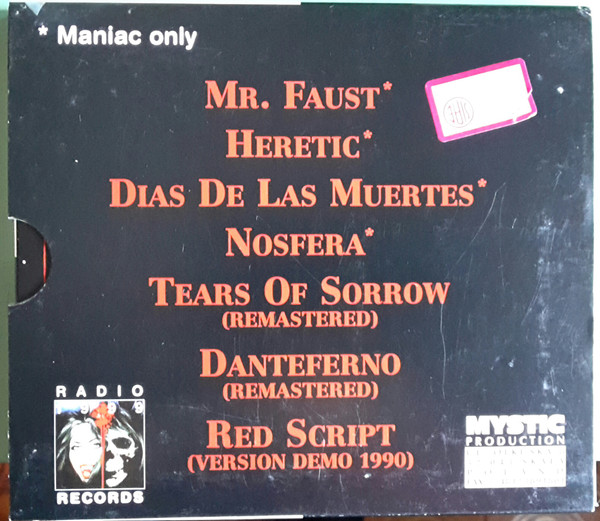 * Maniac only
MR. FAUST*
HERETIC*
DIAS DE LAS MUERTES*
NOSFERA*
TEARS OF SORROW
(REMASTERED)
DANTEFERNO
(REMASTERED)
RED SCRIPT
(VERSION DEMO 1990)
RADIO
RECORDS
MYSTIC
PRODUCTION